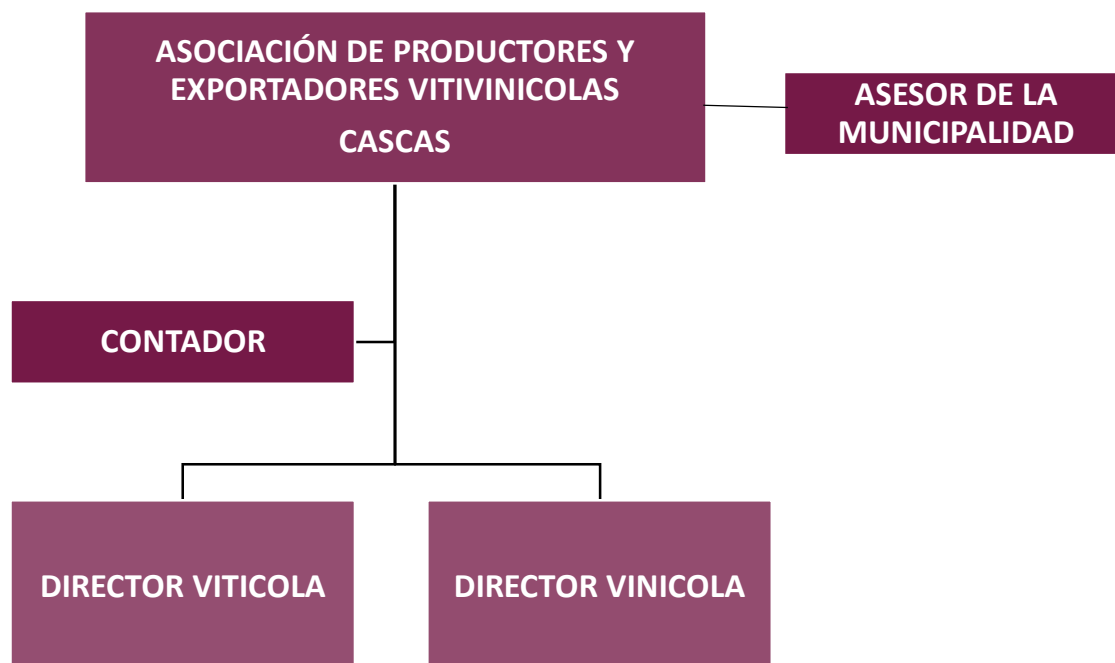 ASOCIACIÓN DE PRODUCTORES Y
EXPORTADORES VITIVINICOLAS
CASCAS
ASESOR DE LA
MUNICIPALIDAD
CONTADOR
DIRECTOR VITICOLA
DIRECTOR VINICOLA